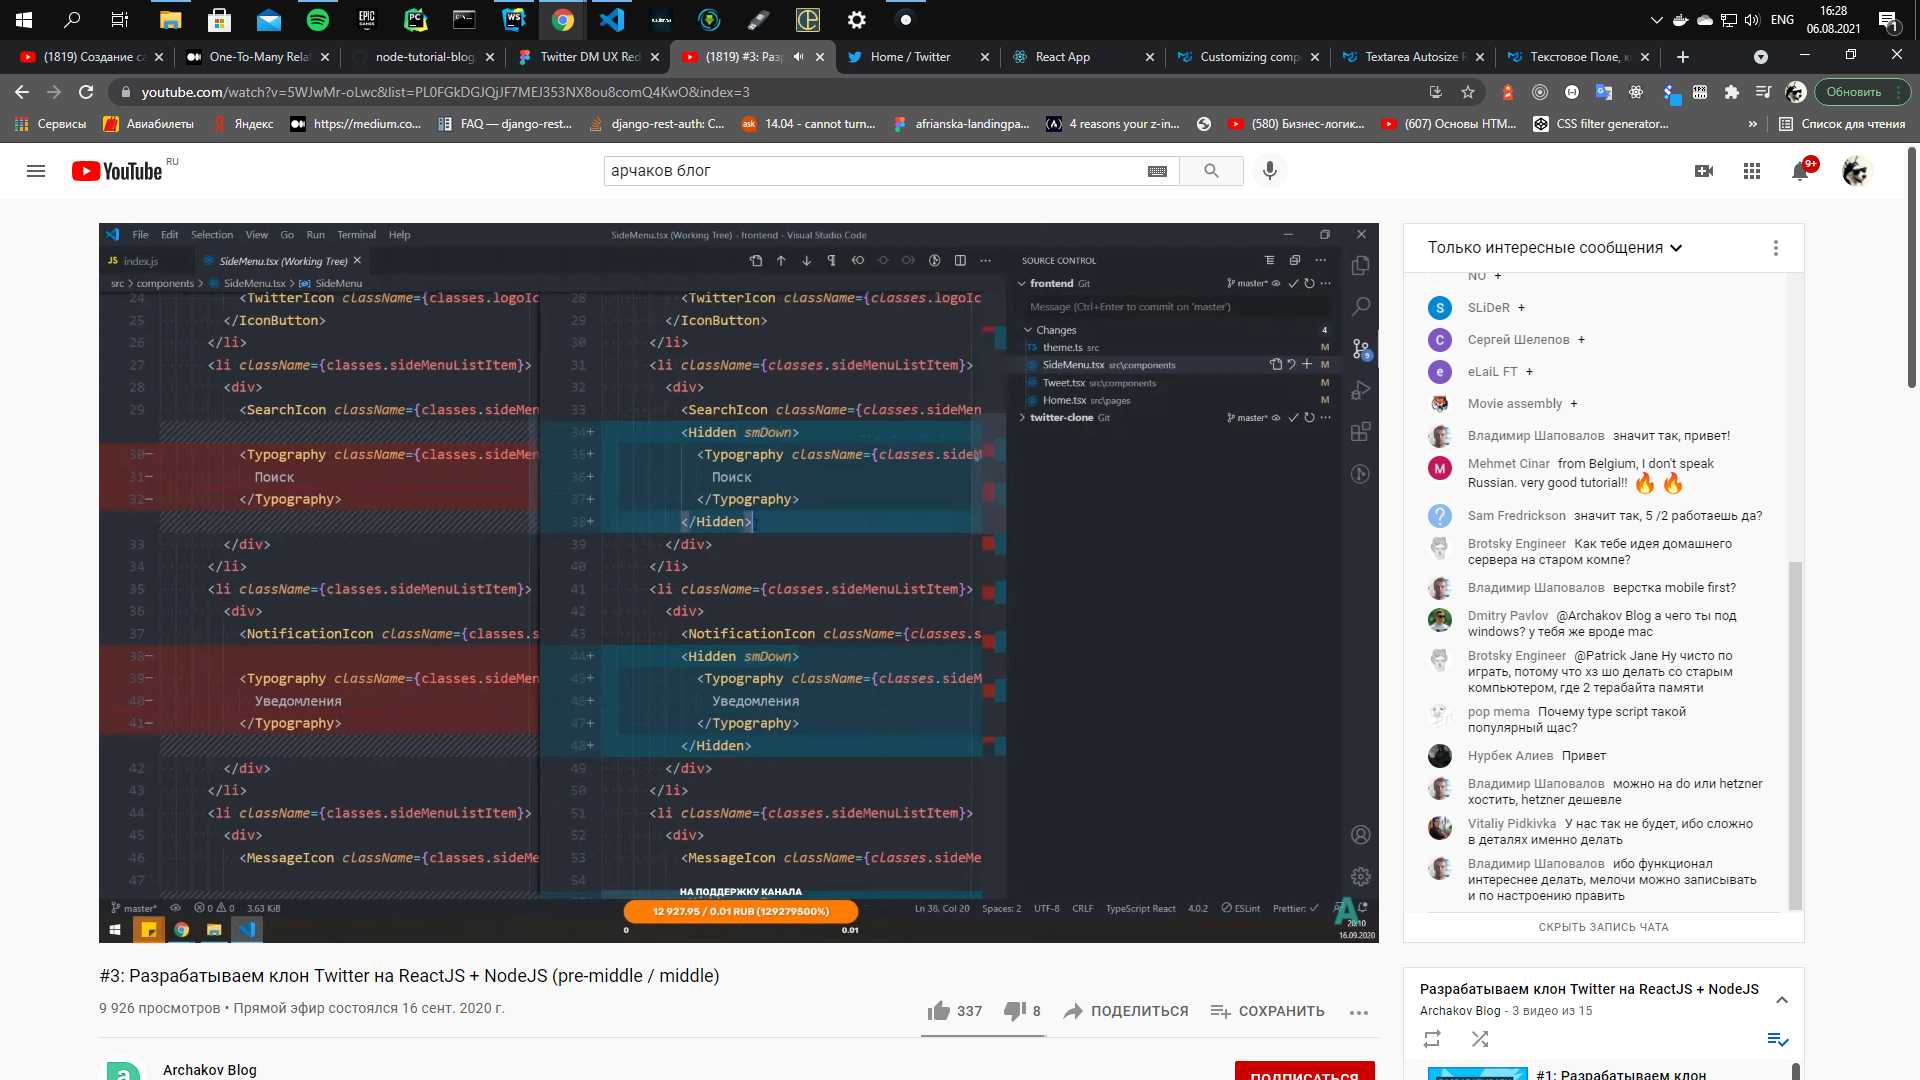 ENG
16:28
06.08.2021
1
(1819) Создание са
One-To-Many Relat
node-tutorial-blog
Twitter DM UX Red
(1819) #3: Разр
Home / Twitter
React App
Customizing comp
Textarea Autosize R
Текстовое Поле, к
youtube.com/watch?v=5WJwMr-oLwc&list=PL0FGkDGJQjJF7MEJ353NX8ou8comQ4KwO&index=3
Обновить
Сервисы
Авиабилеты
Яндекс
https://medium.co...
FAQ — django-rest...
django-rest-auth: C...
14.04 - cannot turn...
afrianska-landingpa...
4 reasons your z-in...
(580) Бизнес-логик...
(607) Основы HTM...
CSS filter generator...
»
Список для чтения
YouTube RU
арчаков блог
9+
File Edit Selection View Go Run Terminal Help
SideMenu.tsx (Working Tree) - frontend - Visual Studio Code
JS index.js
SideMenu.tsx (Working Tree)
src > components > SideMenu.tsx > SideMenu
24 <TwitterIcon className={classes.logoIc
25 </IconButton>
26 </li>
27 <li className={classes.sideMenuListItem}>
28 <div>
29 <SearchIcon className={classes.sideMen
30- <Typography className={classes.sideMen
31- Поиск
32- </Typography>
33 </div>
34 </li>
35 <li className={classes.sideMenuListItem}>
36 <div>
37 <NotificationIcon className={classes.s
38-
39- <Typography className={classes.sideMen
40- Уведомления
41- </Typography>
42 </div>
43 </li>
44 <li className={classes.sideMenuListItem}>
45 <div>
46 <MessageIcon className={classes.sideMe
47
28 <TwitterIcon className={classes.logoIc
29 </IconButton>
30 </li>
31 <li className={classes.sideMenuListItem}>
32 <div>
33 <SearchIcon className={classes.sideMen
34+ <Hidden smDown>
35+ <Typography className={classes.sideM
36+ Поиск
37+ </Typography>
38+ </Hidden>
39 </div>
40 </li>
41 <li className={classes.sideMenuListItem}>
42 <div>
43 <NotificationIcon className={classes.s
44+ <Hidden smDown>
45+ <Typography className={classes.sideM
46+ Уведомления
47+ </Typography>
48+ </Hidden>
49 </div>
50 </li>
51 <li className={classes.sideMenuListItem}>
52 <div>
53 <MessageIcon className={classes.sideMe
54
SOURCE CONTROL
frontend Git
master*
Message (Ctrl+Enter to commit on 'master')
Changes 4
TS theme.ts src M
SideMenu.tsx src\components M
Tweet.tsx src\components M
Home.tsx src\pages M
twitter-clone Git
master*
9
НА ПОДДЕРЖКУ КАНАЛА
12 927.95 / 0.01 RUB (129279500%)
0 0.01
master* 0 0 3.63 KiB
Ln 38, Col 20 Spaces: 2 UTF-8 CRLF TypeScript React 4.0.2 ESLint Prettier: ✓
20:10
16.09.2020
#3: Разрабатываем клон Twitter на ReactJS + NodeJS (pre-middle / middle)
9 926 просмотров • Прямой эфир состоялся 16 сент. 2020 г.
337
8
ПОДЕЛИТЬСЯ
СОХРАНИТЬ
Archakov Blog
ПОДПИСАТЬСЯ
Только интересные сообщения
NO +
SLiDeR +
Сергей Шелепов +
eLaiL FT +
Movie assembly +
Владимир Шаповалов значит так, привет!
Mehmet Cinar from Belgium, I don't speak
Russian. very good tutorial!!
Sam Fredrickson значит так, 5 /2 работаешь да?
Brotsky Engineer Как тебе идея домашнего
сервера на старом компе?
Владимир Шаповалов верстка mobile first?
Dmitry Pavlov @Archakov Blog а чего ты под
windows? у тебя же вроде mac
Brotsky Engineer @Patrick Jane Ну чисто по
играть, потому что хз шо делать со старым
компьютером, где 2 терабайта памяти
pop mema Почему type script такой
популярный щас?
Нурбек Алиев Привет
Владимир Шаповалов можно на do или hetzner
хостить, hetzner дешевле
Vitaliy Pidkivka У нас так не будет, ибо сложно
в деталях именно делать
Владимир Шаповалов ибо функционал
интереснее делать, мелочи можно записывать
и по настроению править
СКРЫТЬ ЗАПИСЬ ЧАТА
Разрабатываем клон Twitter на ReactJS + NodeJS
Archakov Blog - 3 видео из 15
#1: Разрабатываем клон